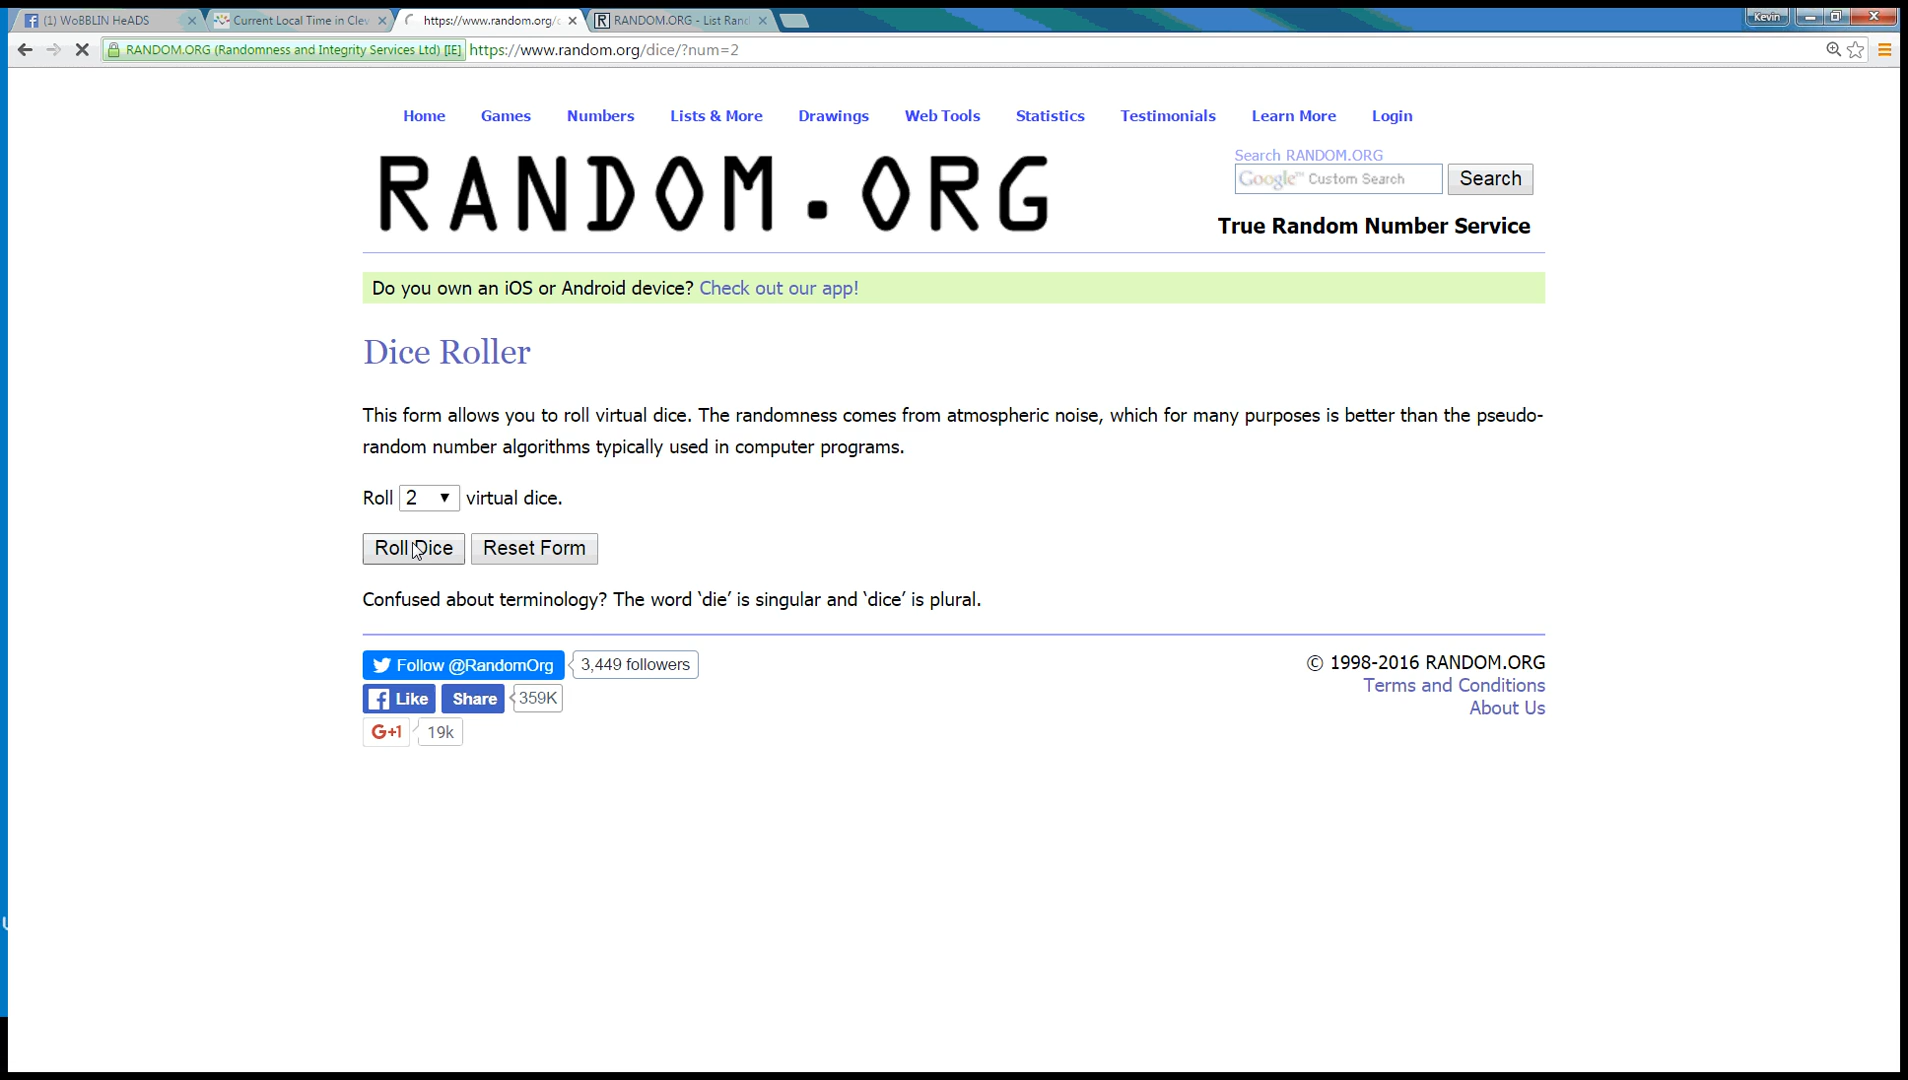 (1) WoBBLIN HeADS
Current Local Time in Clev
https://www.random.org/
RANDOM.ORG - List Rand
Kevin
RANDOM.ORG (Randomness and Integrity Services Ltd) [IE]
https://www.random.org/dice/?num=2
Home Games Numbers Lists & More Drawings Web Tools Statistics Testimonials Learn More Login
RANDOM.ORG
Search RANDOM.ORG
Google™ Custom Search
Search
True Random Number Service
Do you own an iOS or Android device? Check out our app!
Dice Roller
This form allows you to roll virtual dice. The randomness comes from atmospheric noise, which for many purposes is better than the pseudo-
random number algorithms typically used in computer programs.
Roll 2 virtual dice.
Roll Dice Reset Form
Confused about terminology? The word ‘die’ is singular and ‘dice’ is plural.
Follow @RandomOrg 3,449 followers
Like Share 359K
G+1 19k
© 1998-2016 RANDOM.ORG
Terms and Conditions
About Us